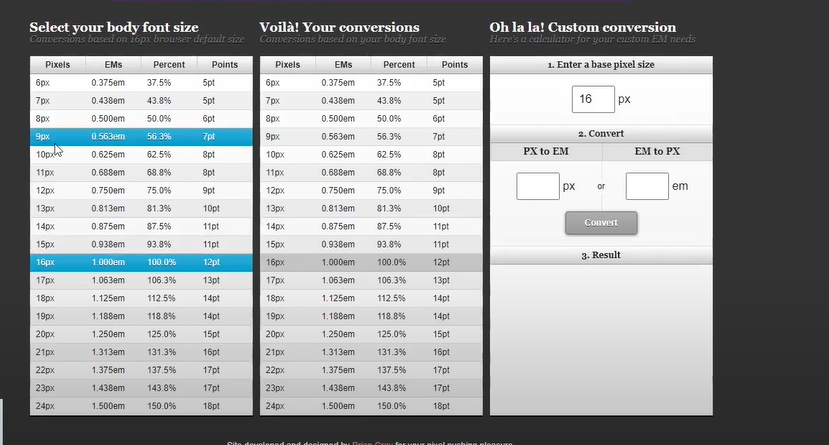 Select your body font size
Conversions based on 16px browser default size
Pixels EMs Percent Points
6px 0.375em 37.5% 5pt
7px 0.438em 43.8% 5pt
8px 0.500em 50.0% 6pt
9px 0.563em 56.3% 7pt
10px 0.625em 62.5% 8pt
11px 0.688em 68.8% 8pt
12px 0.750em 75.0% 9pt
13px 0.813em 81.3% 10pt
14px 0.875em 87.5% 11pt
15px 0.938em 93.8% 11pt
16px 1.000em 100.0% 12pt
17px 1.063em 106.3% 13pt
18px 1.125em 112.5% 14pt
19px 1.188em 118.8% 14pt
20px 1.250em 125.0% 15pt
21px 1.313em 131.3% 16pt
22px 1.375em 137.5% 17pt
23px 1.438em 143.8% 17pt
24px 1.500em 150.0% 18pt
Voilà! Your conversions
Conversions based on your body font size
Pixels EMs Percent Points
6px 0.375em 37.5% 5pt
7px 0.438em 43.8% 5pt
8px 0.500em 50.0% 6pt
9px 0.563em 56.3% 7pt
10px 0.625em 62.5% 8pt
11px 0.688em 68.8% 8pt
12px 0.750em 75.0% 9pt
13px 0.813em 81.3% 10pt
14px 0.875em 87.5% 11pt
15px 0.938em 93.8% 11pt
16px 1.000em 100.0% 12pt
17px 1.063em 106.3% 13pt
18px 1.125em 112.5% 14pt
19px 1.188em 118.8% 14pt
20px 1.250em 125.0% 15pt
21px 1.313em 131.3% 16pt
22px 1.375em 137.5% 17pt
23px 1.438em 143.8% 17pt
24px 1.500em 150.0% 18pt
Oh la la! Custom conversion
Here's a calculator for your custom EM needs
1. Enter a base pixel size
16 px
2. Convert
PX to EM EM to PX
px or em
Convert
3. Result
Site developed and designed by Brian Cray for your pixel pushing pleasure.